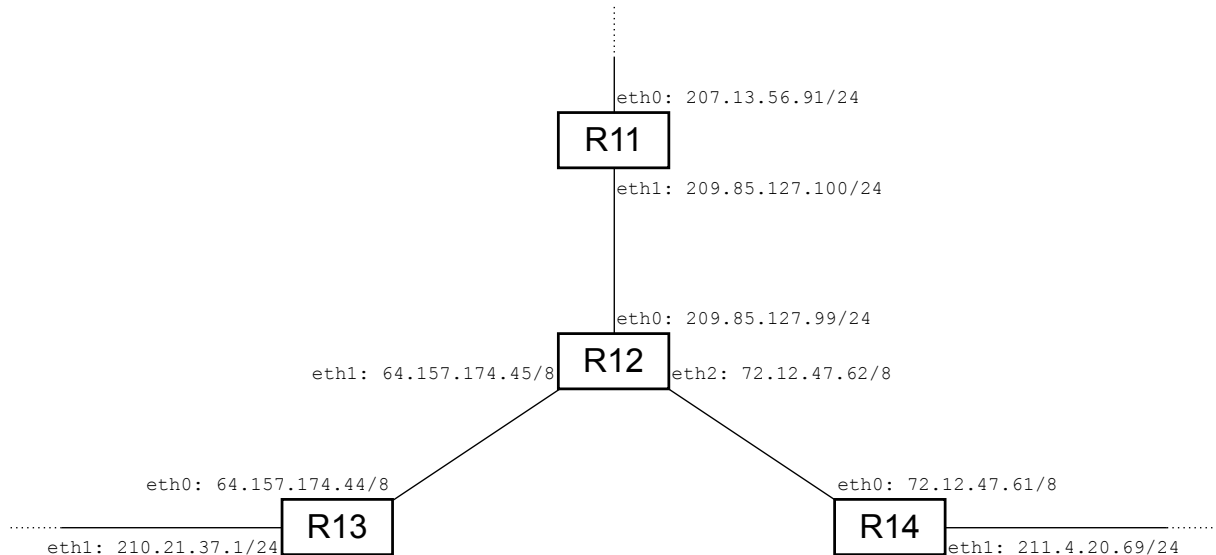 eth0: 207.13.56.91/24
R11
eth1: 209.85.127.100/24
eth0: 209.85.127.99/24
R12
eth1: 64.157.174.45/8
eth2: 72.12.47.62/8
eth0: 64.157.174.44/8
eth0: 72.12.47.61/8
R13
R14
eth1: 210.21.37.1/24
eth1: 211.4.20.69/24